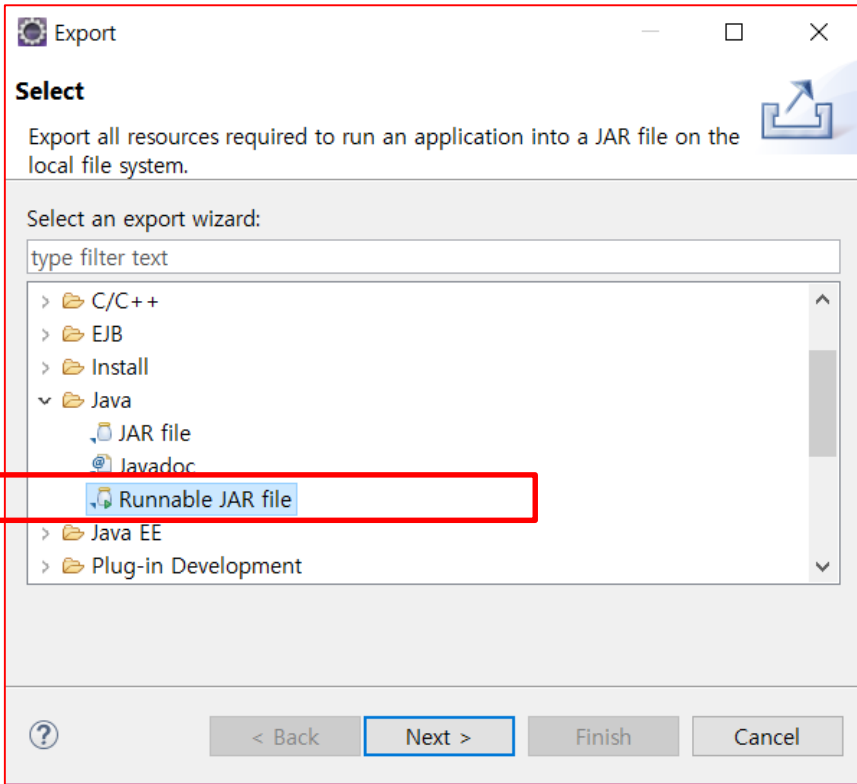 Export
Select
Export all resources required to run an application into a JAR file on the
local file system.
Select an export wizard:
type filter text
C/C++
EJB
Install
Java
JAR file
Javadoc
Runnable JAR file
Java EE
Plug-in Development
? < Back Next > Finish Cancel